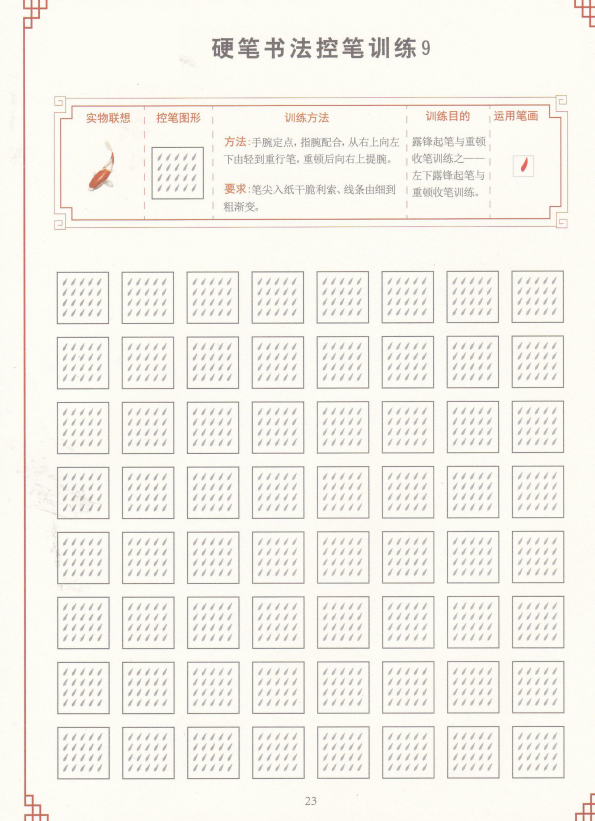 硬笔书法控笔训练9
实物联想
控笔图形
训练方法
训练目的
运用笔画
方法:手腕定点,指腕配合,从右上向左
下由轻到重行笔,重顿后向右上提腕。
要求:笔尖入纸干脆利索、线条由细到
粗渐变。
露锋起笔与重顿
收笔训练之——
左下露锋起笔与
重顿收笔训练。
23